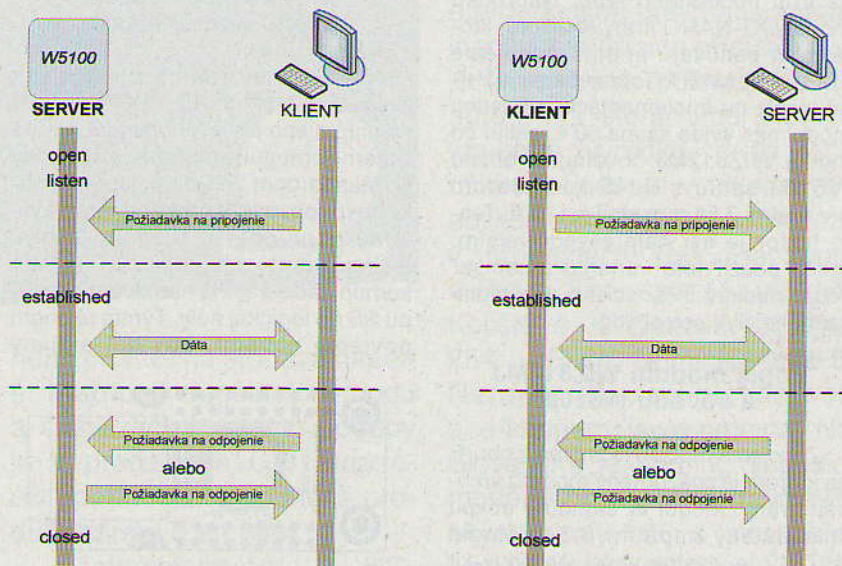 W5100
SERVER
KLIENT
open
listen
Požiadavka na pripojenie
established
Dáta
Požiadavka na odpojenie
alebo
Požiadavka na odpojenie
closed
W5100
KLIENT
SERVER
open
listen
Požiadavka na pripojenie
established
Dáta
Požiadavka na odpojenie
alebo
Požiadavka na odpojenie
closed